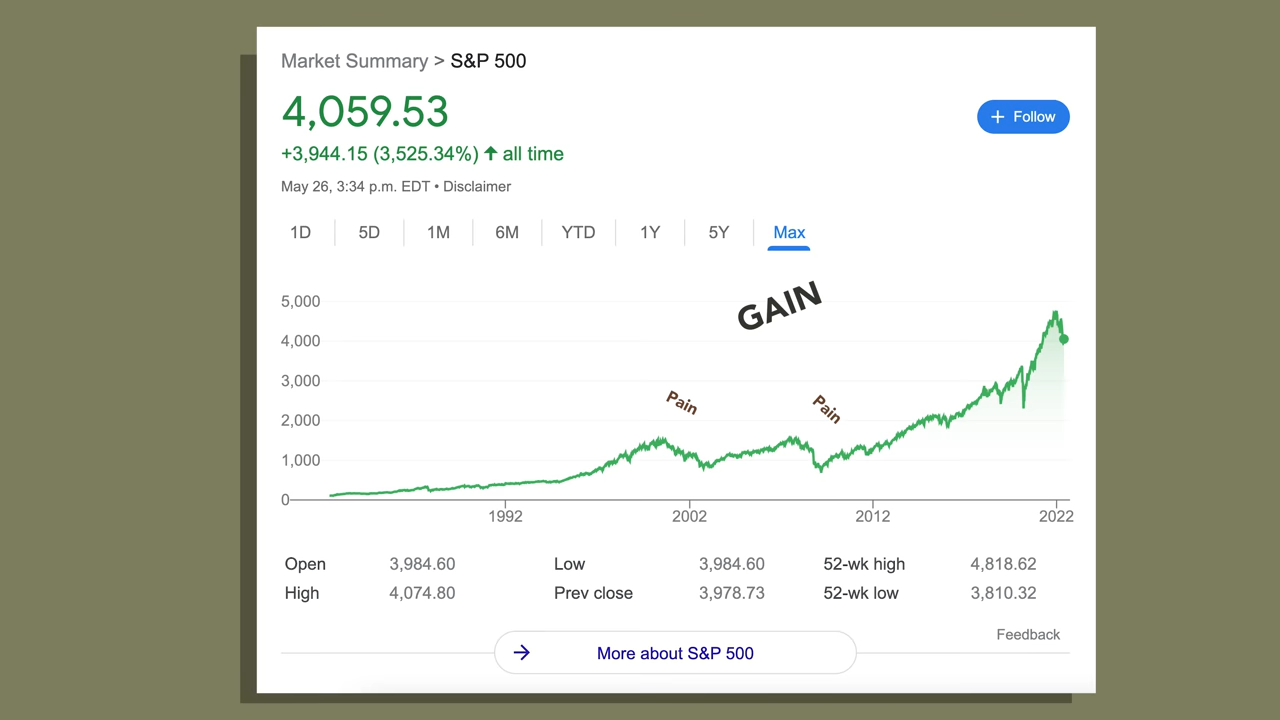 Market Summary > S&P 500
4,059.53
+ Follow
+3,944.15 (3,525.34%) ↑ all time
May 26, 3:34 p.m. EDT • Disclaimer
1D 5D 1M 6M YTD 1Y 5Y Max
GAIN
5,000
4,000
3,000
Pain Pain
2,000
1,000
0
1992 2002 2012 2022
Open 3,984.60 Low 3,984.60 52-wk high 4,818.62
High 4,074.80 Prev close 3,978.73 52-wk low 3,810.32
Feedback
→ More about S&P 500